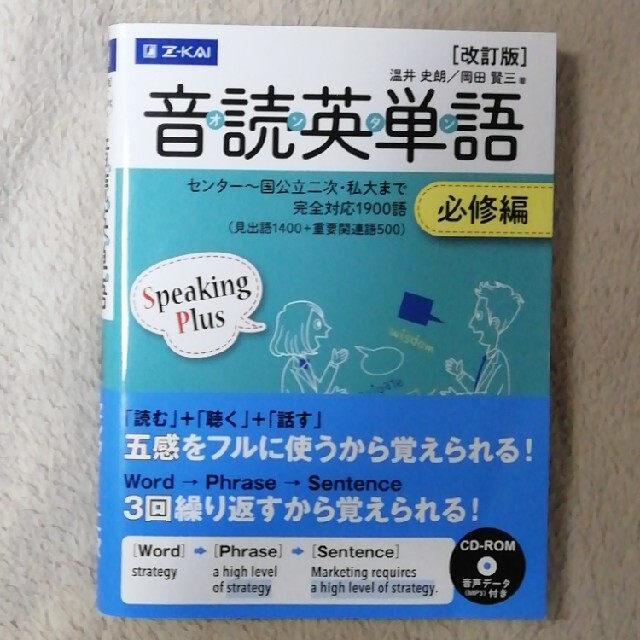 Z-KAI
[改訂版]
温井 史朗／岡田 賢三 著
音読英単語
オンタン
センター〜国公立二次・私大まで
完全対応1900語
(見出語1400+重要関連語500)
必修編
Speaking
Plus
wisdom
「読む」+「聴く」+「話す」
五感をフルに使うから覚えられる!
Word → Phrase → Sentence
3回繰り返すから覚えられる!
[Word] → [Phrase] → [Sentence]
strategy a high level Marketing requires
of strategy a high level of strategy.
CD-ROM
音声データ
(MP3) 付き